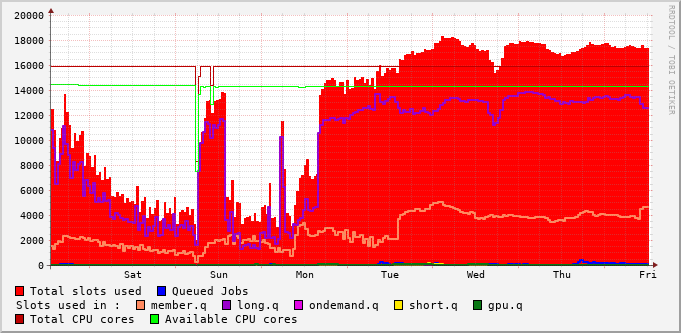 20000
18000
16000
14000
12000
10000
8000
6000
4000
2000
0
Sat Sun Mon Tue Wed Thu Fri
RRDTOOL / TOBI OETIKER
Total slots used Queued Jobs
Slots used in : member.q long.q ondemand.q short.q gpu.q
Total CPU cores Available CPU cores